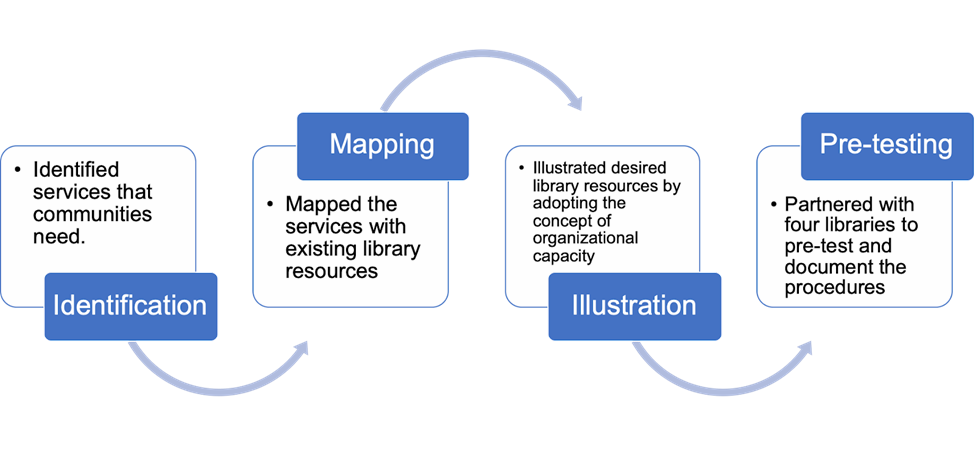 • Identified
services that
communities
need.
Identification
Mapping
• Mapped the
services with
existing library
resources
• Illustrated desired
library resources by
adopting the
concept of
organizational
capacity
Illustration
Pre-testing
• Partnered with
four libraries to
pre-test and
document the
procedures